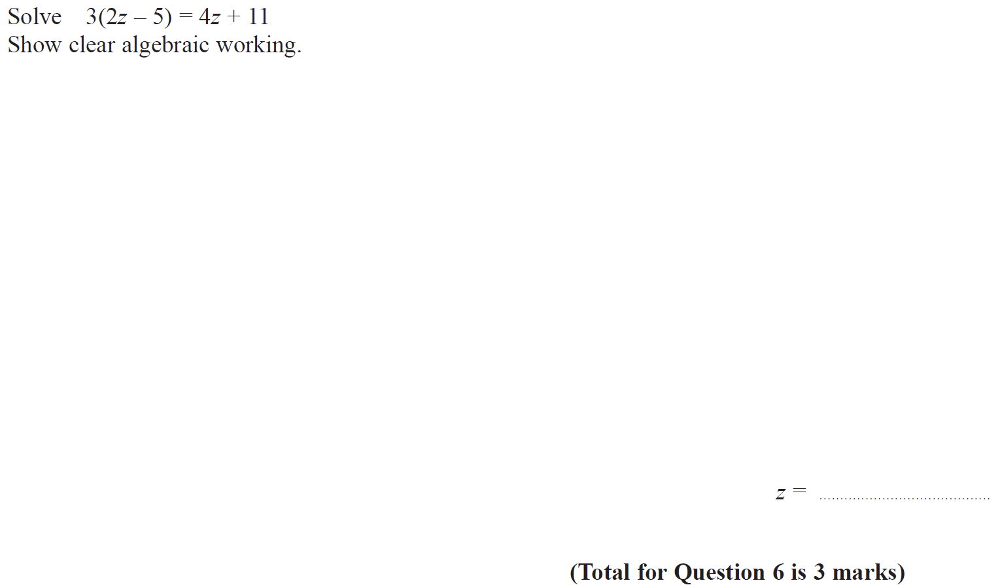 Solve 3(2z – 5) = 4z + 11
Show clear algebraic working.
z = ........................................
(Total for Question 6 is 3 marks)